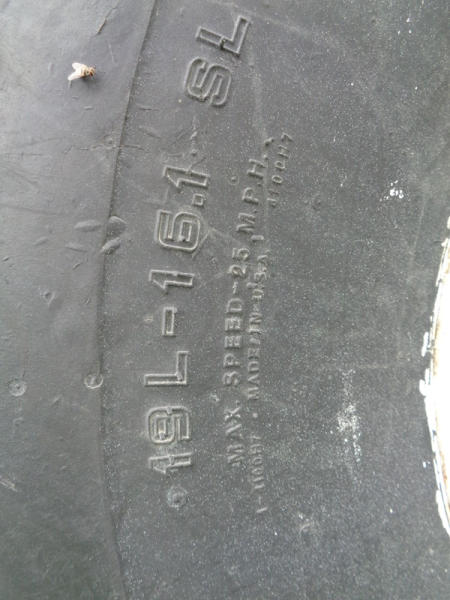 19L-16.1 SL
MAX. SPEED-25 M.P.H.
MADE IN U.S.A.